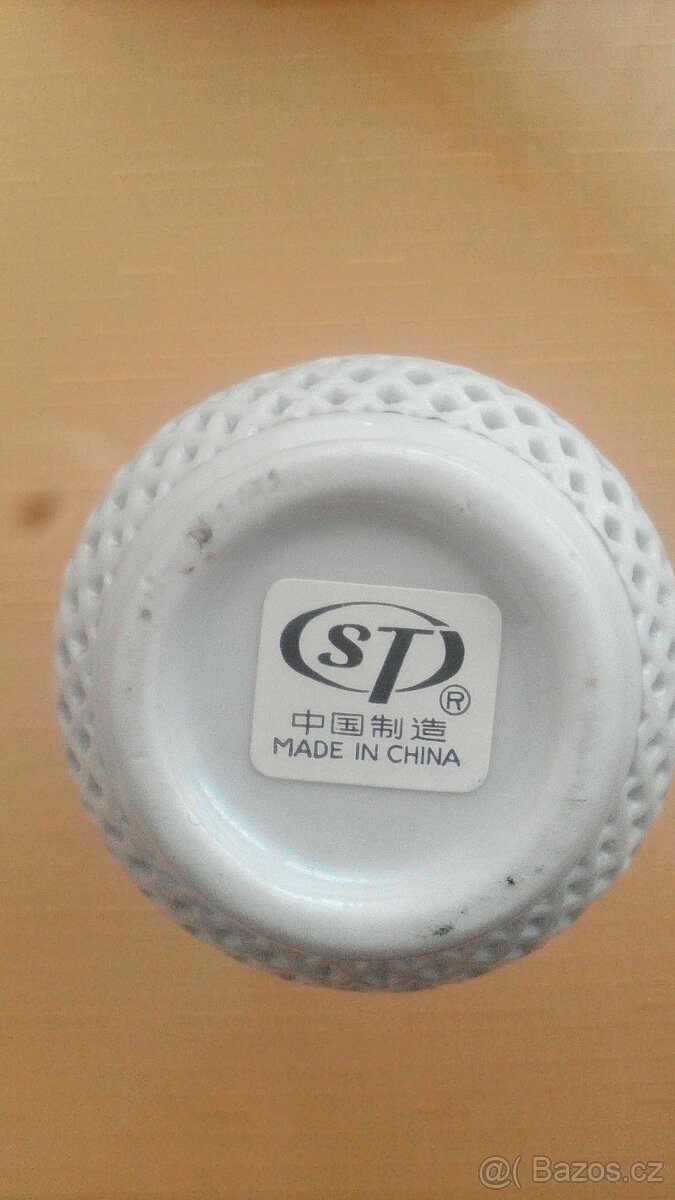 ST
®
中国制造
MADE IN CHINA
@( Bazos.cz